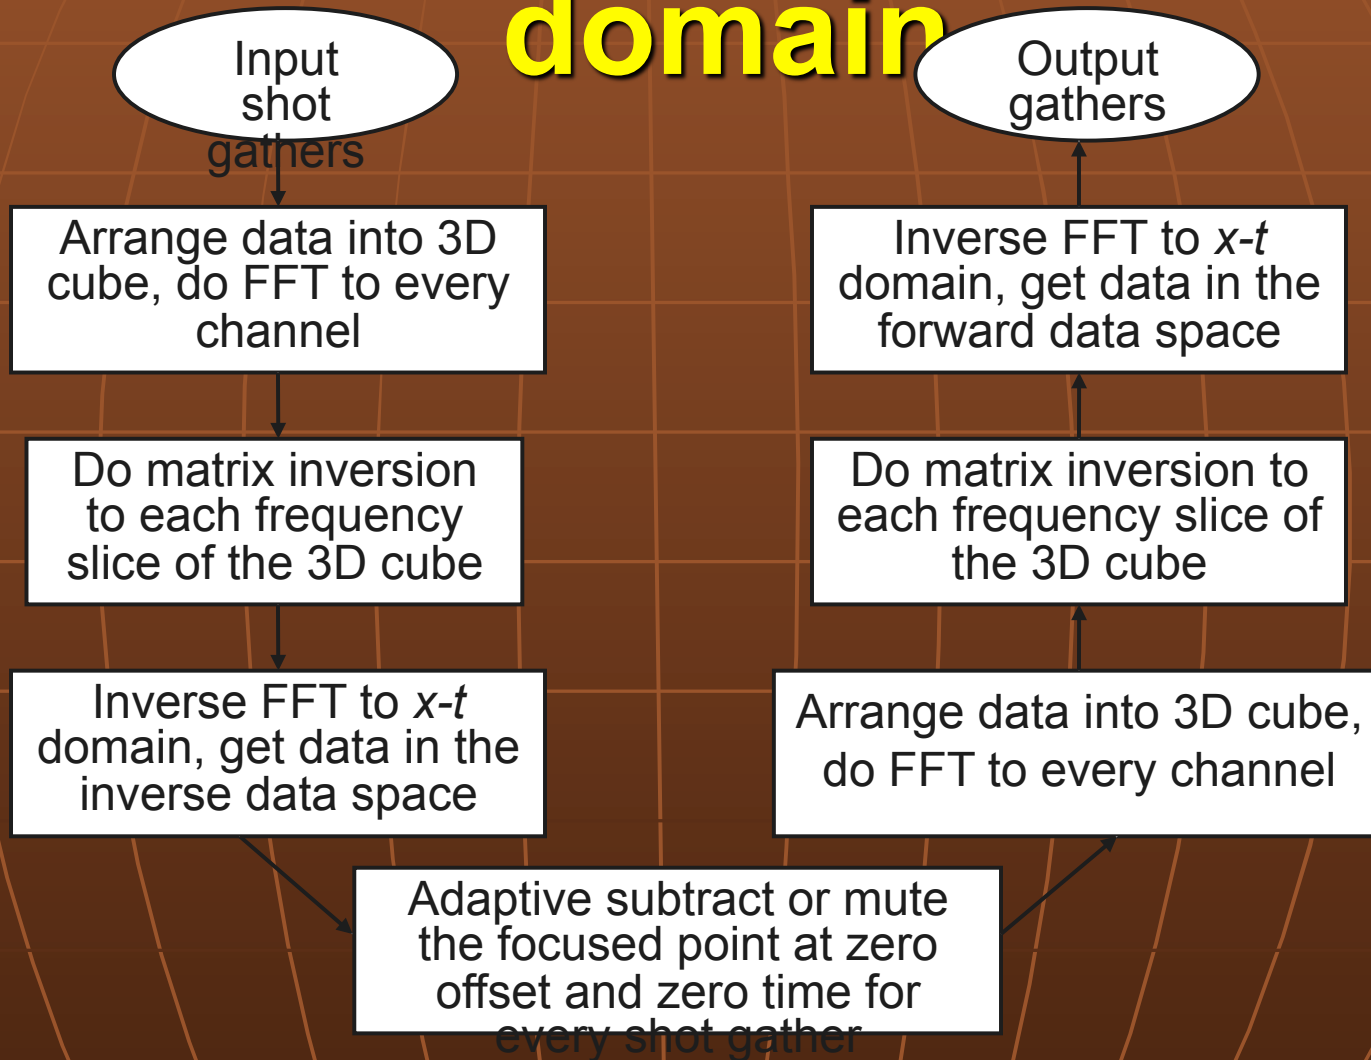 domain
Input
shot
gathers
Arrange data into 3D
cube, do FFT to every
channel
Do matrix inversion
to each frequency
slice of the 3D cube
Inverse FFT to x-t
domain, get data in the
inverse data space
Adaptive subtract or mute
the focused point at zero
offset and zero time for
every shot gather
Arrange data into 3D cube,
do FFT to every channel
Do matrix inversion to
each frequency slice of
the 3D cube
Inverse FFT to x-t
domain, get data in the
forward data space
Output
gathers